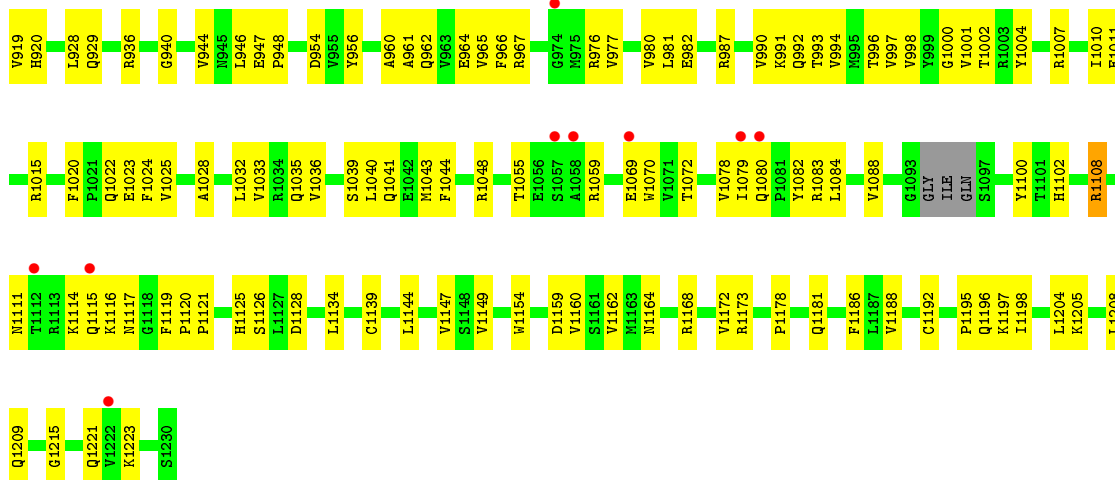 V919 H920 L928 Q929 R936 G940 V944 N945 L946 E947 P948 D954 V955 Y956 A960 A961 Q962 V963 E964 V965 F966 R967 G974 M975 R976 V977 V980 L981 E982 R987 V990 K991 Q992 T993 V994 M995 T996 V997 V998 Y999 G1000 V1001 T1002 R1003 Y1004 R1007 I1010
R1015 F1020 P1021 Q1022 E1023 F1024 V1025 A1028 L1032 V1033 R1034 Q1035 V1036 S1039 L1040 Q1041 E1042 M1043 F1044 R1048 T1055 E1056 S1057 A1058 R1059 E1069 W1070 V1071 T1072 V1078 I1079 Q1080 P1081 Y1082 R1083 L1084 V1088 G1093 GLY ILE GLN S1097 Y1100 T1101 H1102 R1108
N1111 T1112 R1113 K1114 Q1115 K1116 N1117 G1118 F1119 P1120 P1121 H1125 S1126 L1127 D1128 L1134 C1139 L1144 V1147 S1148 V1149 W1154 D1159 V1160 S1161 V1162 M1163 N1164 R1168 V1172 R1173 P1178 Q1181 F1186 L1187 V1188 C1192 P1195 Q1196 K1197 I1198 L1204 K1205 L1208
Q1209 G1215 Q1221 V1222 K1223 S1230